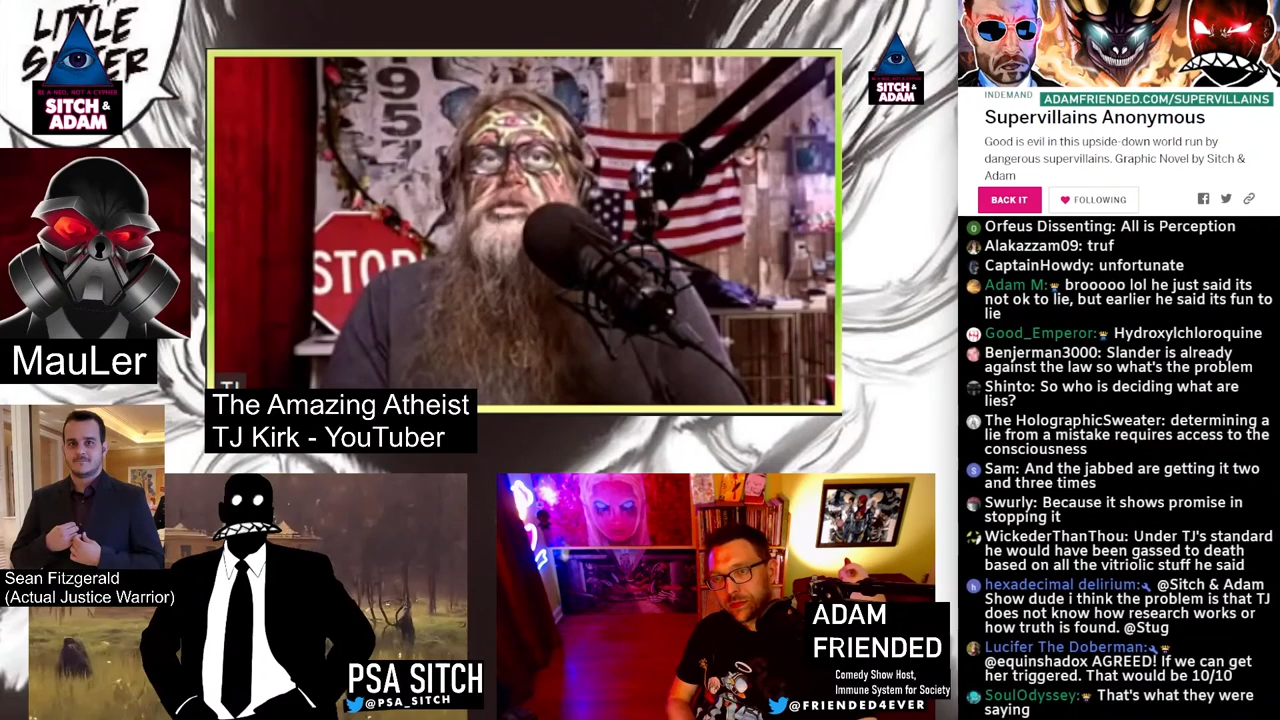 LITTLE
SISTER
BE A NEO, NOT A CYPHER
SITCH &
ADAM
MauLer
Sean Fitzgerald
(Actual Justice Warrior)
1957
STOP
TJ
The Amazing Atheist
TJ Kirk - YouTuber
SITCH &
ADAM
PSA SITCH
@PSA_SITCH
ADAM
FRIENDED
Comedy Show Host,
Immune System for Society
@FRIENDED4EVER
INDEMAND
ADAMFRIENDED.COM/SUPERVILLAINS
Supervillains Anonymous
Good is evil in this upside-down world run by
dangerous supervillains. Graphic Novel by Sitch &
Adam
BACK IT
FOLLOWING
Orfeus Dissenting: All is Perception
Alakazzam09: truf
CaptainHowdy: unfortunate
Adam M: brooooo lol he just said its
not ok to lie, but earlier he said its fun to
lie
Good_Emperor: Hydroxylchloroquine
Benjerman3000: Slander is already
against the law so what's the problem
Shinto: So who is deciding what are
lies?
The HolographicSweater: determining a
lie from a mistake requires access to the
consciousness
Sam: And the jabbed are getting it two
and three times
Swurly: Because it shows promise in
stopping it
WickederThanThou: Under TJ's standard
he would have been gassed to death
based on all the vitriolic stuff he said
hexadecimal delirium: @Sitch & Adam
Show dude i think the problem is that TJ
does not know how research works or
how truth is found. @Stug
Lucifer The Doberman:
@equinshadox AGREED! If we can get
her triggered. That would be 10/10
SoulOdyssey: That's what they were
saying